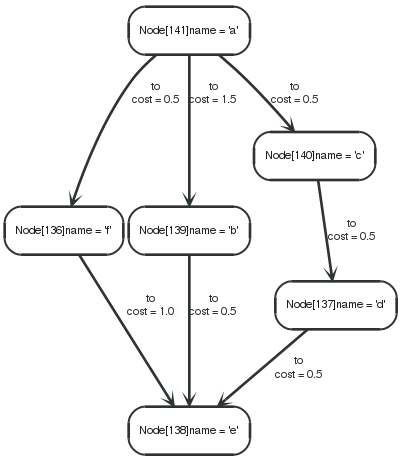 Node[141]name = 'a'
to
cost = 0.5
to
cost = 1.5
to
cost = 0.5
Node[140]name = 'c'
Node[136]name = 'f'
Node[139]name = 'b'
to
cost = 0.5
Node[137]name = 'd'
to
cost = 1.0
to
cost = 0.5
to
cost = 0.5
Node[138]name = 'e'